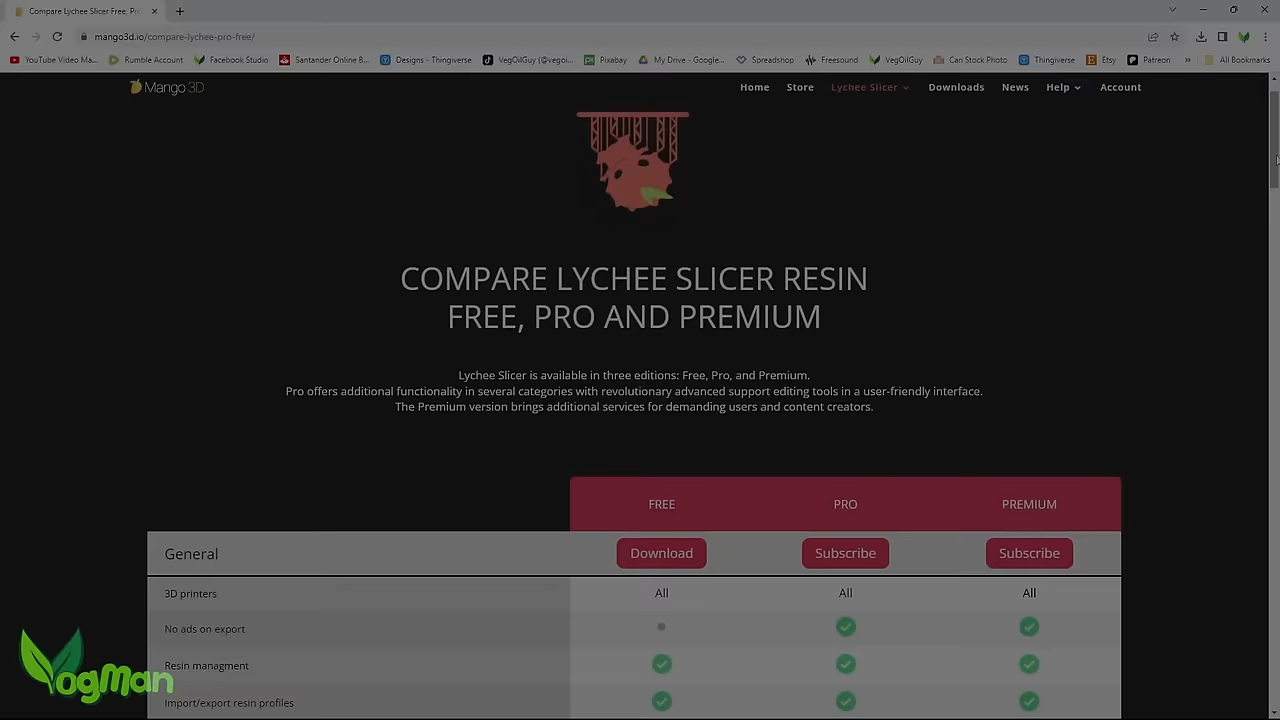 Compare Lychee Slicer Free, Pro
mango3d.io/compare-lychee-pro-free/
YouTube Video Ma...
Rumble Account
Facebook Studio
Santander Online B...
Designs - Thingiverse
VegOilGuy (@vegoi...
Pixabay
My Drive - Google...
Spreadshop
Freesound
VegOilGuy
Can Stock Photo
Thingiverse
Etsy
Patreon
»
All Bookmarks
Mango 3D
Home
Store
Lychee Slicer
Downloads
News
Help
Account
COMPARE LYCHEE SLICER RESIN
FREE, PRO AND PREMIUM
Lychee Slicer is available in three editions: Free, Pro, and Premium.
Pro offers additional functionality in several categories with revolutionary advanced support editing tools in a user-friendly interface.
The Premium version brings additional services for demanding users and content creators.
FREE PRO PREMIUM
General Download Subscribe Subscribe
3D printers All All All
No ads on export
Resin managment
Import/export resin profiles
VogMan